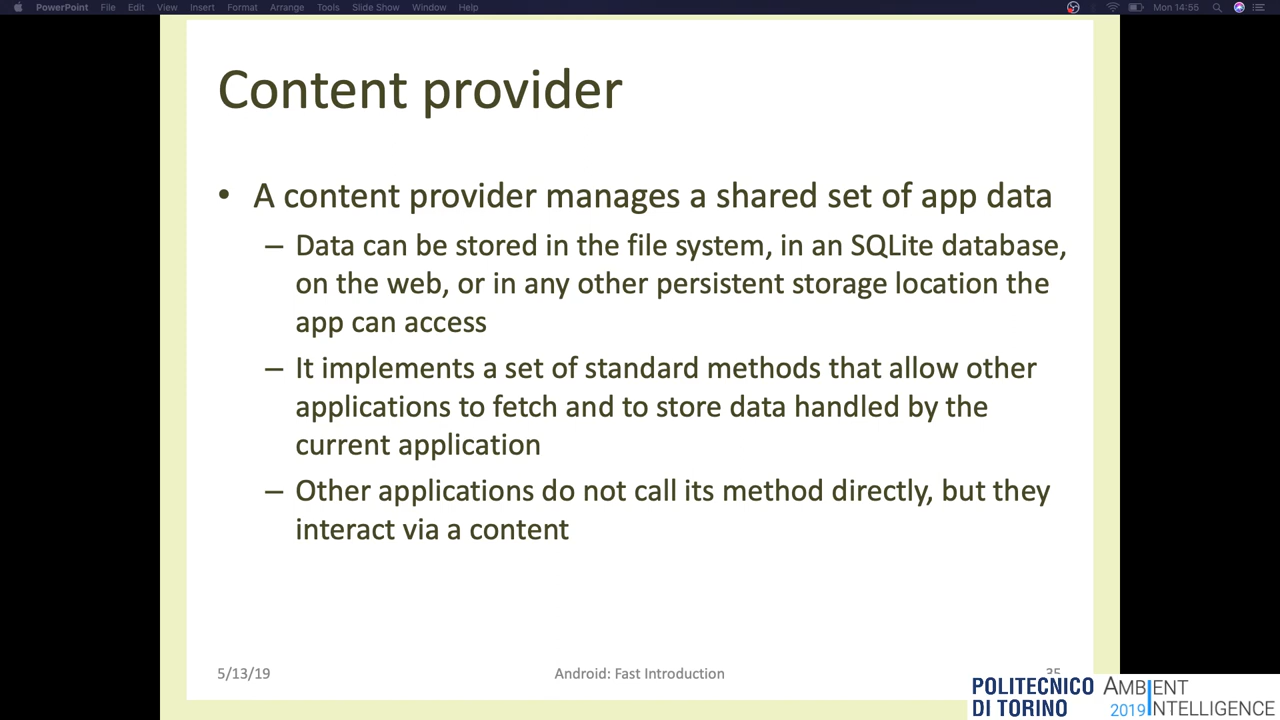 PowerPoint File Edit View Insert Format Arrange Tools Slide Show Window Help Mon 14:55
Content provider
• A content provider manages a shared set of app data
– Data can be stored in the file system, in an SQLite database,
on the web, or in any other persistent storage location the
app can access
– It implements a set of standard methods that allow other
applications to fetch and to store data handled by the
current application
– Other applications do not call its method directly, but they
interact via a content
5/13/19 Android: Fast Introduction 35
POLITECNICO
DI TORINO
AMBIENT
2019 INTELLIGENCE